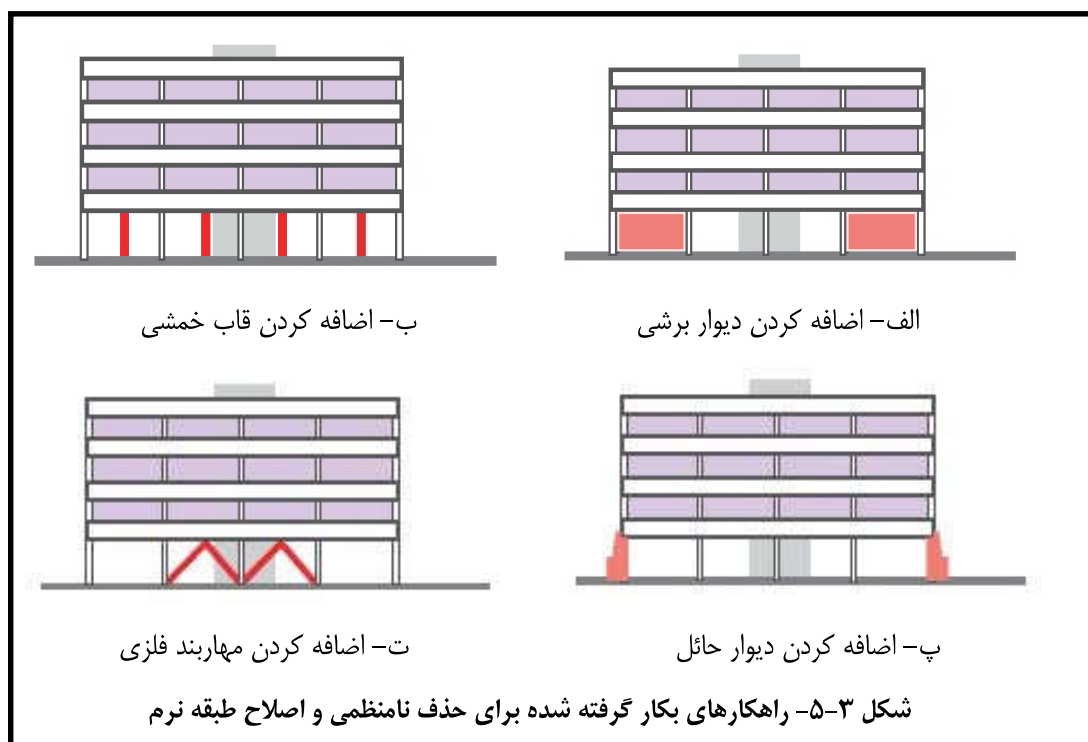 الف- اضافه کردن دیوار برشی
ب- اضافه کردن قاب خمشی
پ- اضافه کردن دیوار حائل
ت- اضافه کردن مهاربند فلزی
شکل ۳-۵- راهکارهای بکار گرفته شده برای حذف نامنظمی و اصلاح طبقه نرم